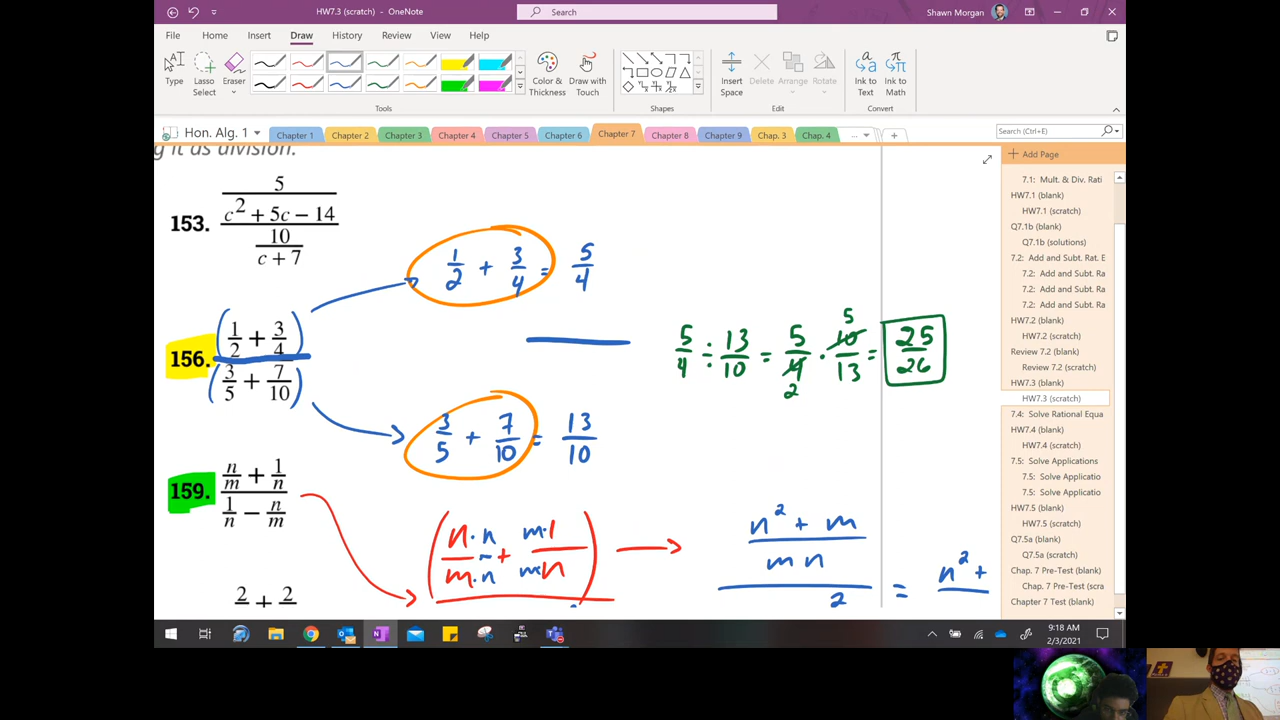 HW7.3 (scratch) - OneNote
Search
Shawn Morgan
File Home Insert Draw History Review View Help
Type
Lasso Select
Eraser
Color & Thickness
Draw with Touch
Insert Space
Delete
Arrange
Rotate
Ink to Text
Ink to Math
Tools
Shapes
Edit
Convert
Hon. Alg. 1
Chapter 1 Chapter 2 Chapter 3 Chapter 4 Chapter 5 Chapter 6 Chapter 7 Chapter 8 Chapter 9 Chap. 3 Chap. 4 ... +
Search (Ctrl+E)
g it as division.
153. 5 / (c^2 + 5c − 14) / 10 / (c + 7)
1/2 + 3/4 = 5/4
156. (1/2 + 3/4) / (3/5 + 7/10)
5/4 ÷ 13/10 = 5/4 · 10/13 = 25/26
5
2
3/5 + 7/10 = 13/10
159. n/m + 1/n / 1/n − n/m
(n·n / m·n + m·1 / m·n)
n² + m / m n
2
= n² +
2 + 2
Add Page
7.1: Mult. & Div. Rati
HW7.1 (blank)
HW7.1 (scratch)
Q7.1b (blank)
Q7.1b (solutions)
7.2: Add and Subt. Rat. E
7.2: Add and Subt. Ra
7.2: Add and Subt. Ra
7.2: Add and Subt. Ra
HW7.2 (blank)
HW7.2 (scratch)
Review 7.2 (blank)
Review 7.2 (scratch)
HW7.3 (blank)
HW7.3 (scratch)
7.4: Solve Rational Equa
HW7.4 (blank)
HW7.4 (scratch)
7.5: Solve Applications
7.5: Solve Applicatio
7.5: Solve Applicatio
HW7.5 (blank)
HW7.5 (scratch)
Q7.5a (blank)
Q7.5a (scratch)
Chap. 7 Pre-Test (blank)
Chap. 7 Pre-Test (scra
Chapter 7 Test (blank)
9:18 AM
2/3/2021